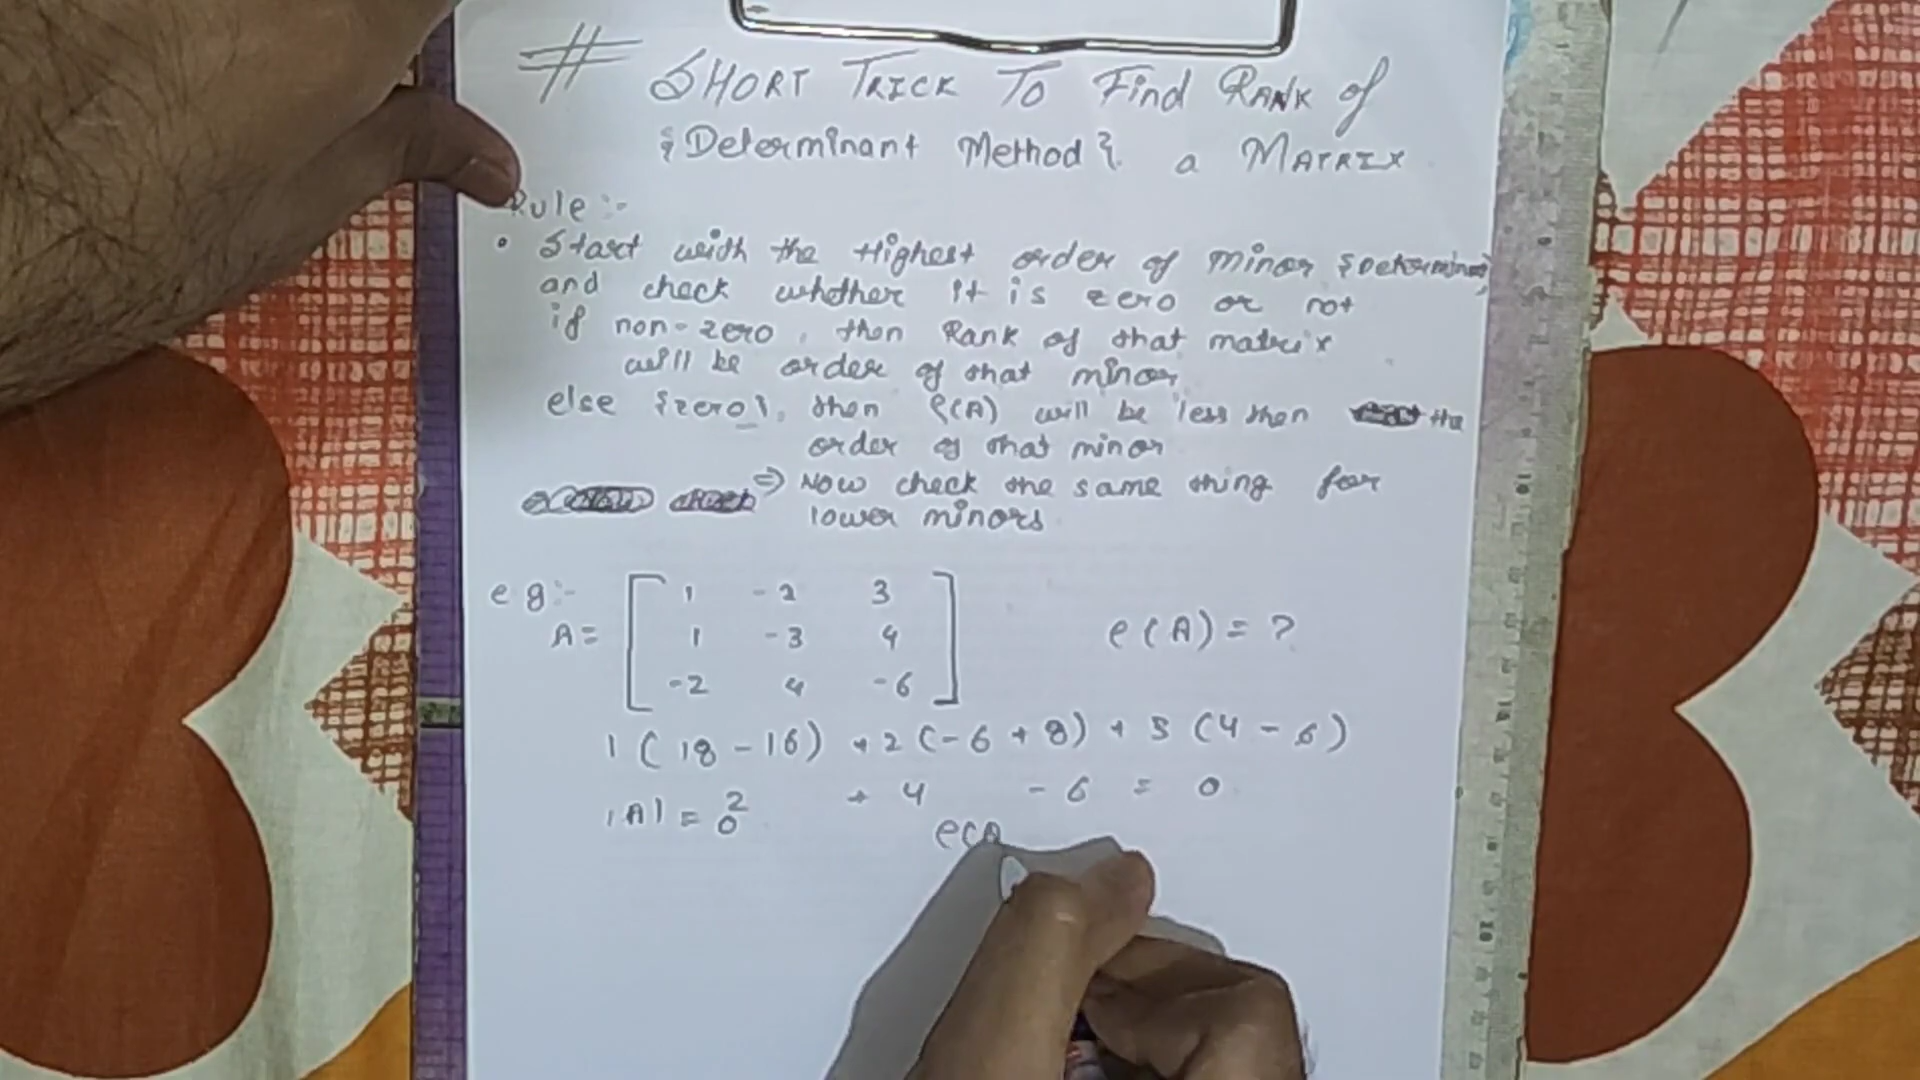 # SHORT TRICK TO Find RANK of
{Determinant Method} a MATRIX
Rule :-
• Start with the Highest order of minor {Determinant}
and check whether it is zero or not
if non-zero, then Rank of that matrix
will be order of that minor
else {zero}, then ρ(A) will be less then the
order of that minor
⇒ Now check the same thing for
lower minors
eg:-
A = [ 1 -2 3
1 -3 4
-2 4 -6 ]
ρ(A) = ?
1 (18 - 16) + 2 (-6 + 8) + 3 (4 - 6)
2 + 4 - 6 = 0
|A| = 0
ρ(A